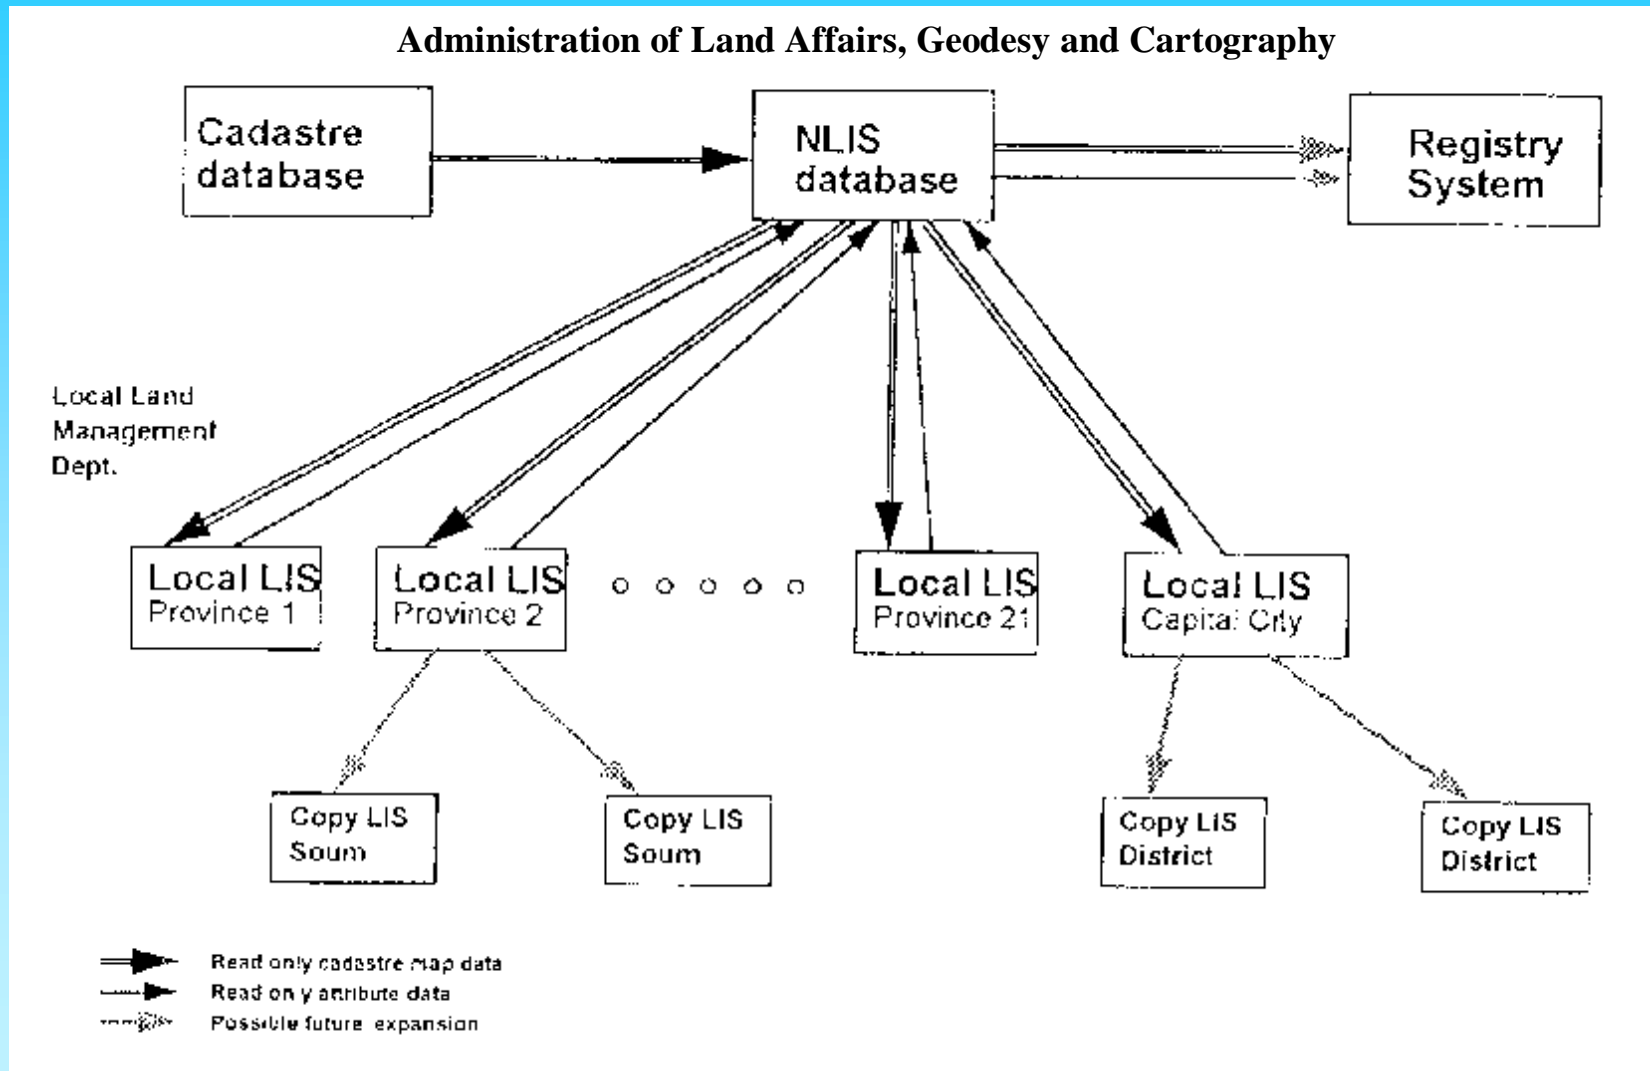 Administration of Land Affairs, Geodesy and Cartography
Cadastre
database
NLIS
database
Registry
System
Local Land
Management
Dept.
Local LIS
Province 1
Local LIS
Province 2
Local LIS
Province 21
Local LIS
Capital City
Copy LIS
Soum
Copy LIS
Soum
Copy LIS
District
Copy LIS
District
Read only cadastre map data
Read only attribute data
Possible future expansion